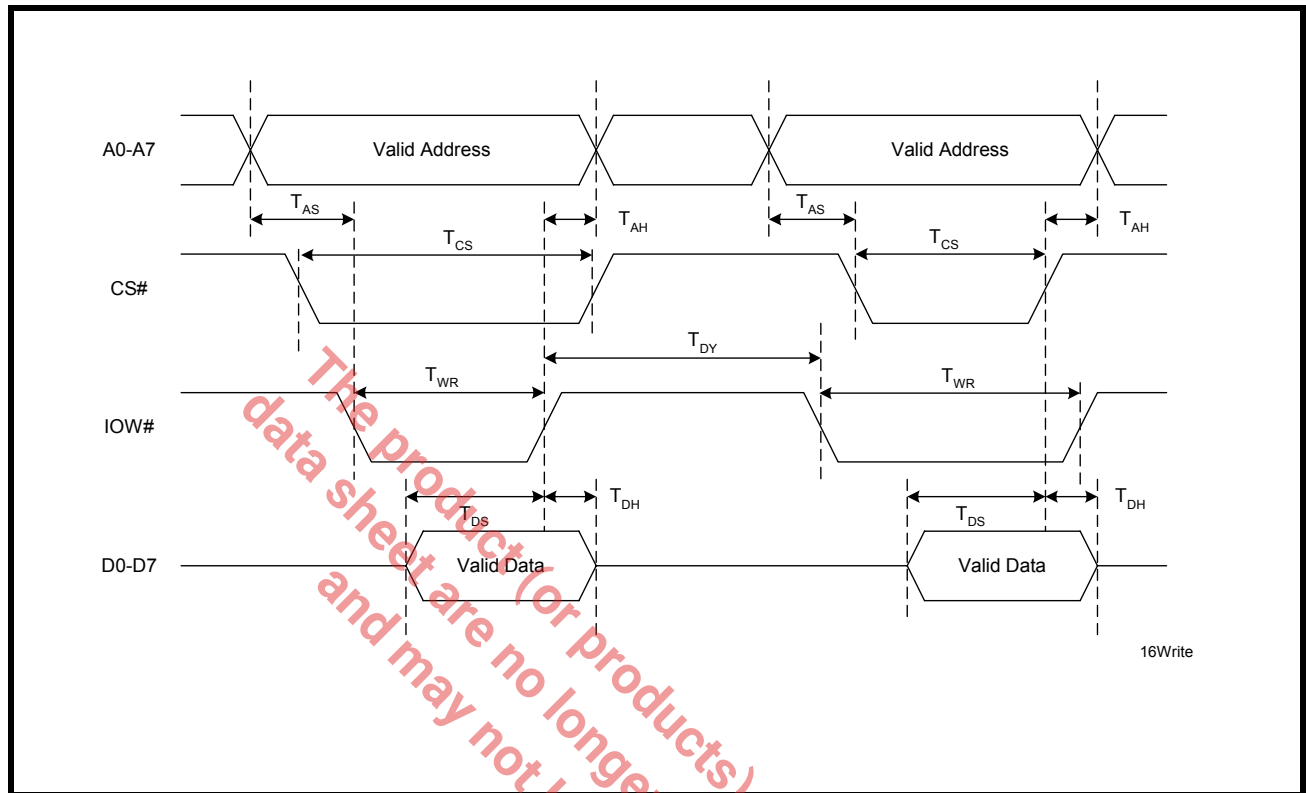 A0-A7
Valid Address
Valid Address
TAS
TAH
TAS
TAH
TCS
TCS
CS#
TDY
TWR
TWR
IOW#
TDS
TDH
TDS
TDH
D0-D7
Valid Data
Valid Data
16Write
The product (or products)
data sheet are no longer
and may not